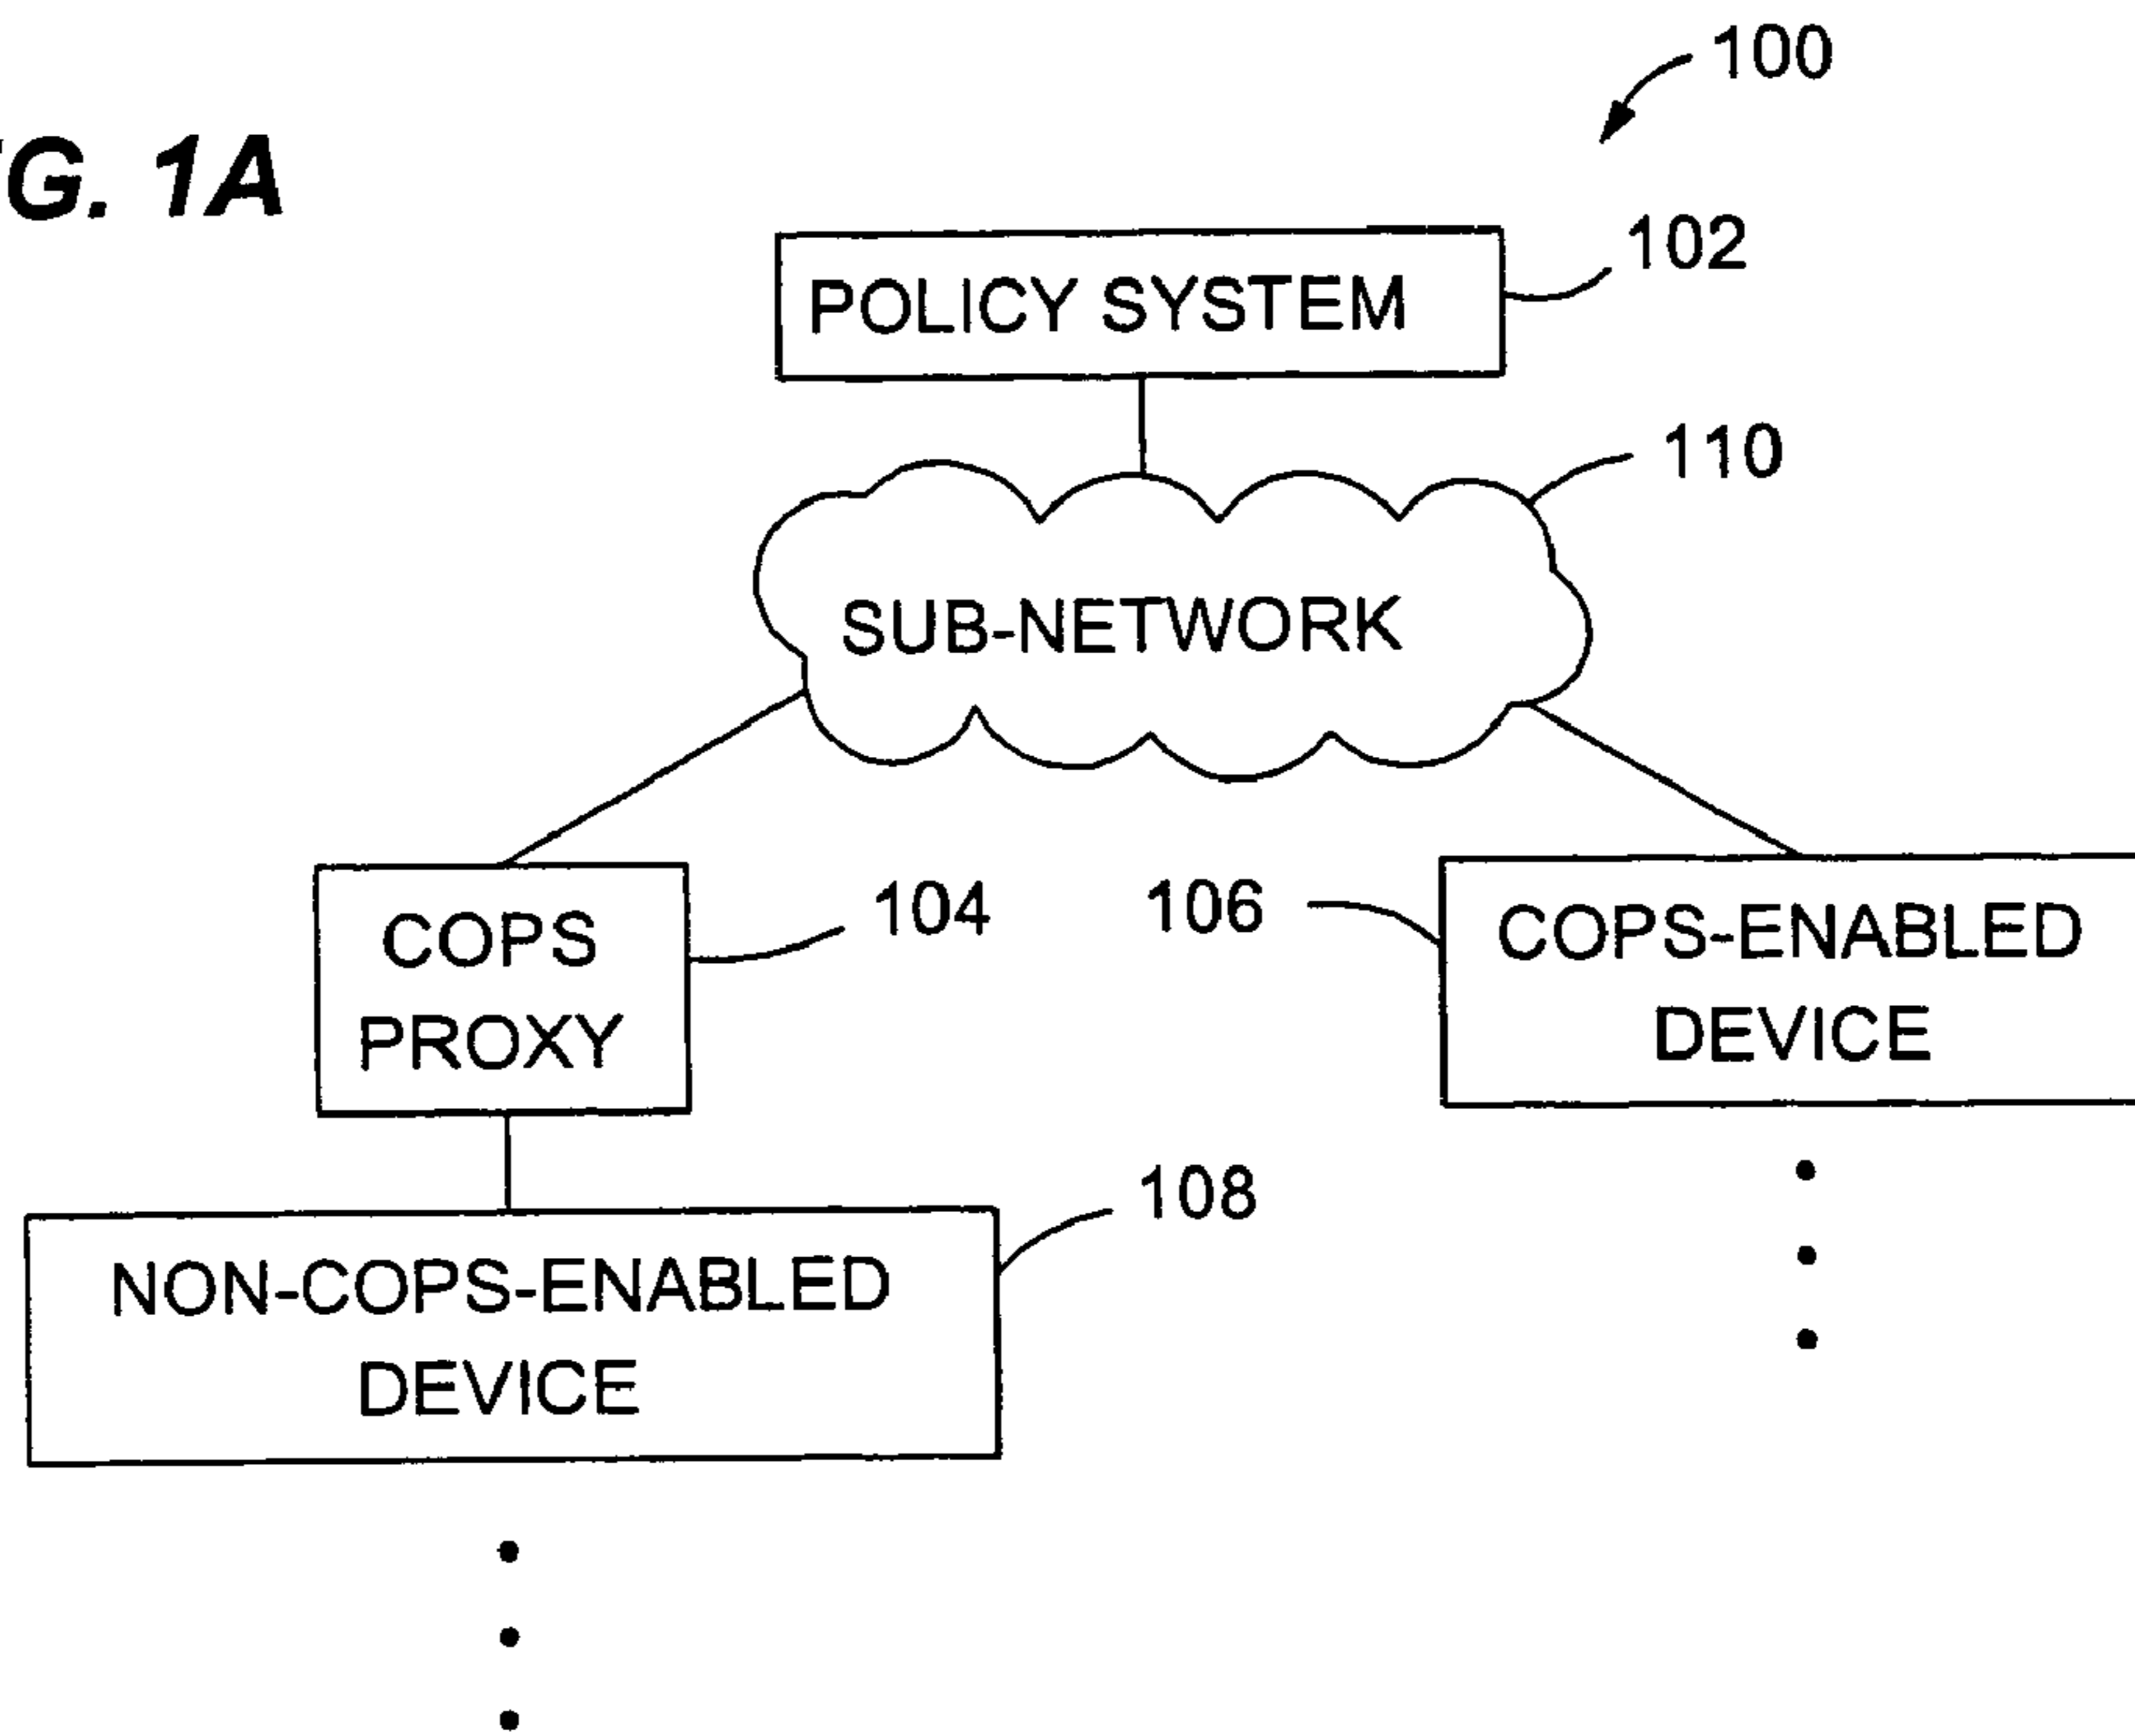 100
G. 1A
102
POLICY SYSTEM
110
SUB-NETWORK
104
106
COPS
PROXY
COPS-ENABLED
DEVICE
108
NON-COPS-ENABLED
DEVICE